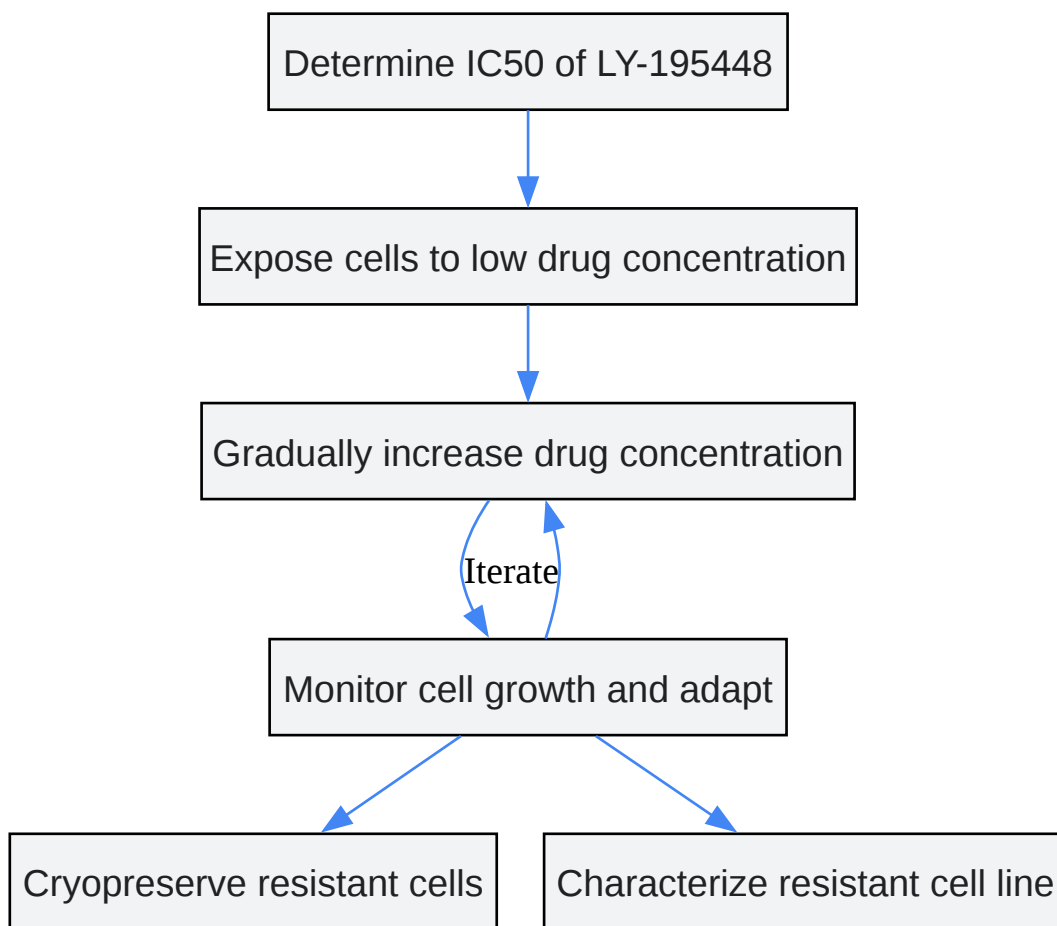 Determine IC50 of LY-195448
Expose cells to low drug concentration
Gradually increase drug concentration
Iterate
Monitor cell growth and adapt
Cryopreserve resistant cells
Characterize resistant cell line